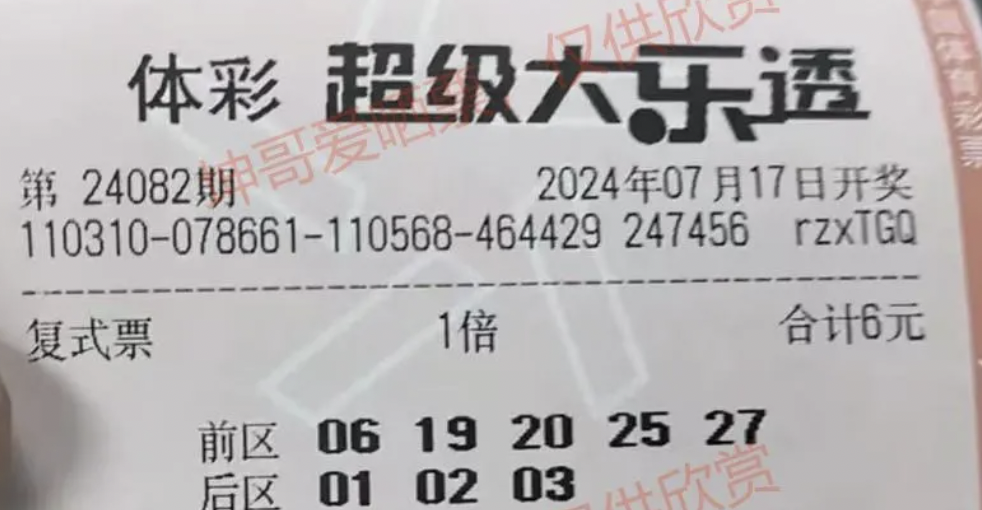 体彩 超级大乐透
第 24082期 2024年07月17日开奖
110310-078661-110568-464429 247456 rzxTGQ
复式票 1倍 合计6元
前区 06 19 20 25 27
后区 01 02 03
仅供欣赏
坤哥爱晒票
仅供欣赏
体育彩票